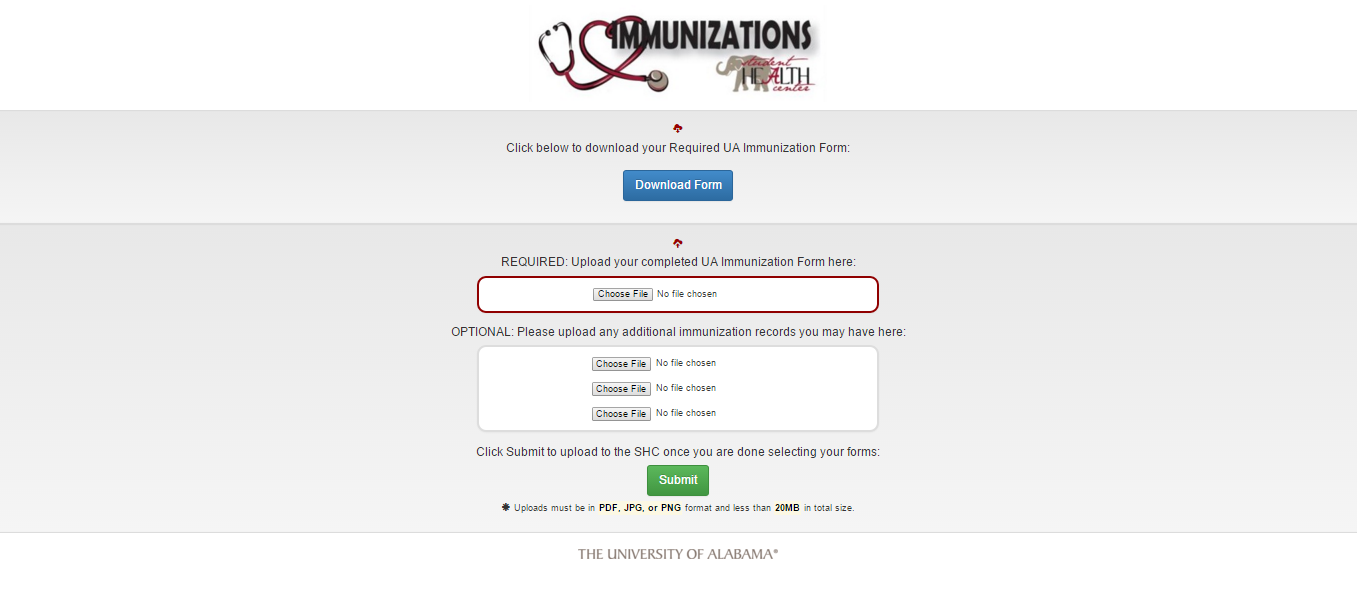 IMMUNIZATIONS
student
HEALTH
center
Click below to download your Required UA Immunization Form:
Download Form
REQUIRED: Upload your completed UA Immunization Form here:
Choose File No file chosen
OPTIONAL: Please upload any additional immunization records you may have here:
Choose File No file chosen
Choose File No file chosen
Choose File No file chosen
Click Submit to upload to the SHC once you are done selecting your forms:
Submit
✱ Uploads must be in PDF, JPG, or PNG format and less than 20MB in total size.
THE UNIVERSITY OF ALABAMA®